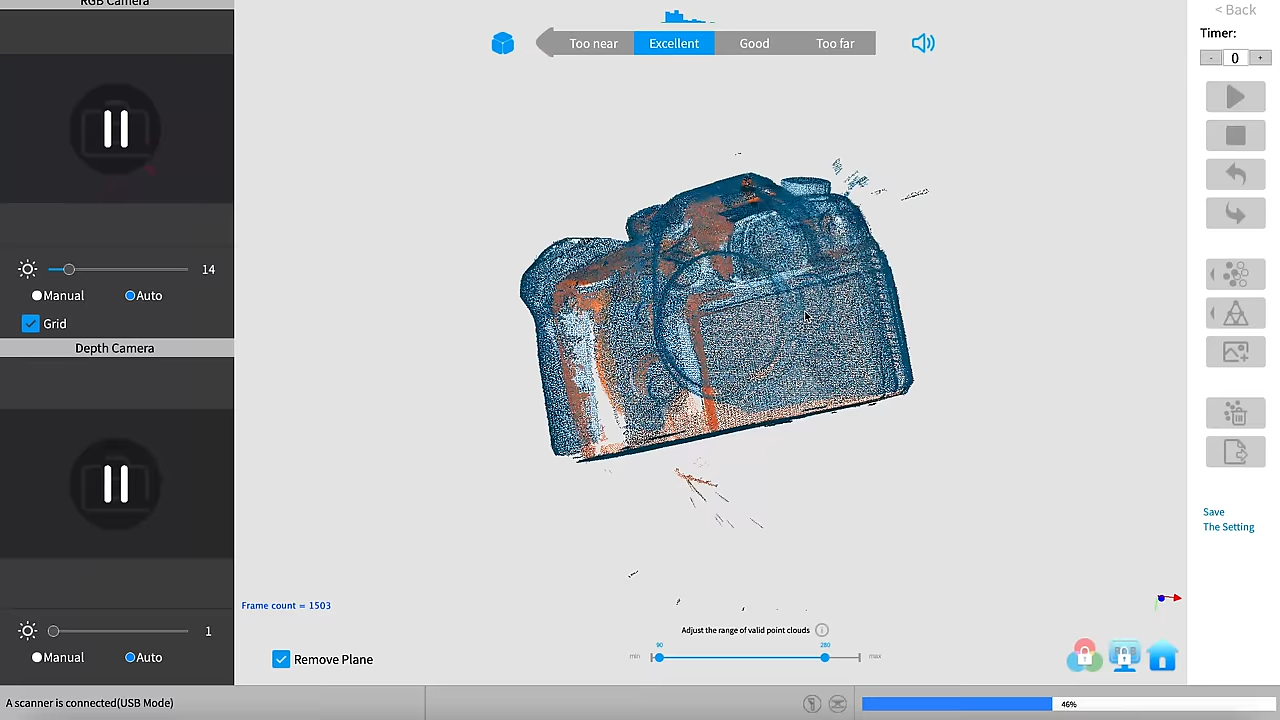 RGB Camera
14
Manual
Auto
Grid
Depth Camera
1
Manual
Auto
Too near
Excellent
Good
Too far
Frame count = 1503
Remove Plane
Adjust the range of valid point clouds
i
min
90
280
max
< Back
Timer:
-
0
+
Save
The Setting
A scanner is connected(USB Mode)
46%